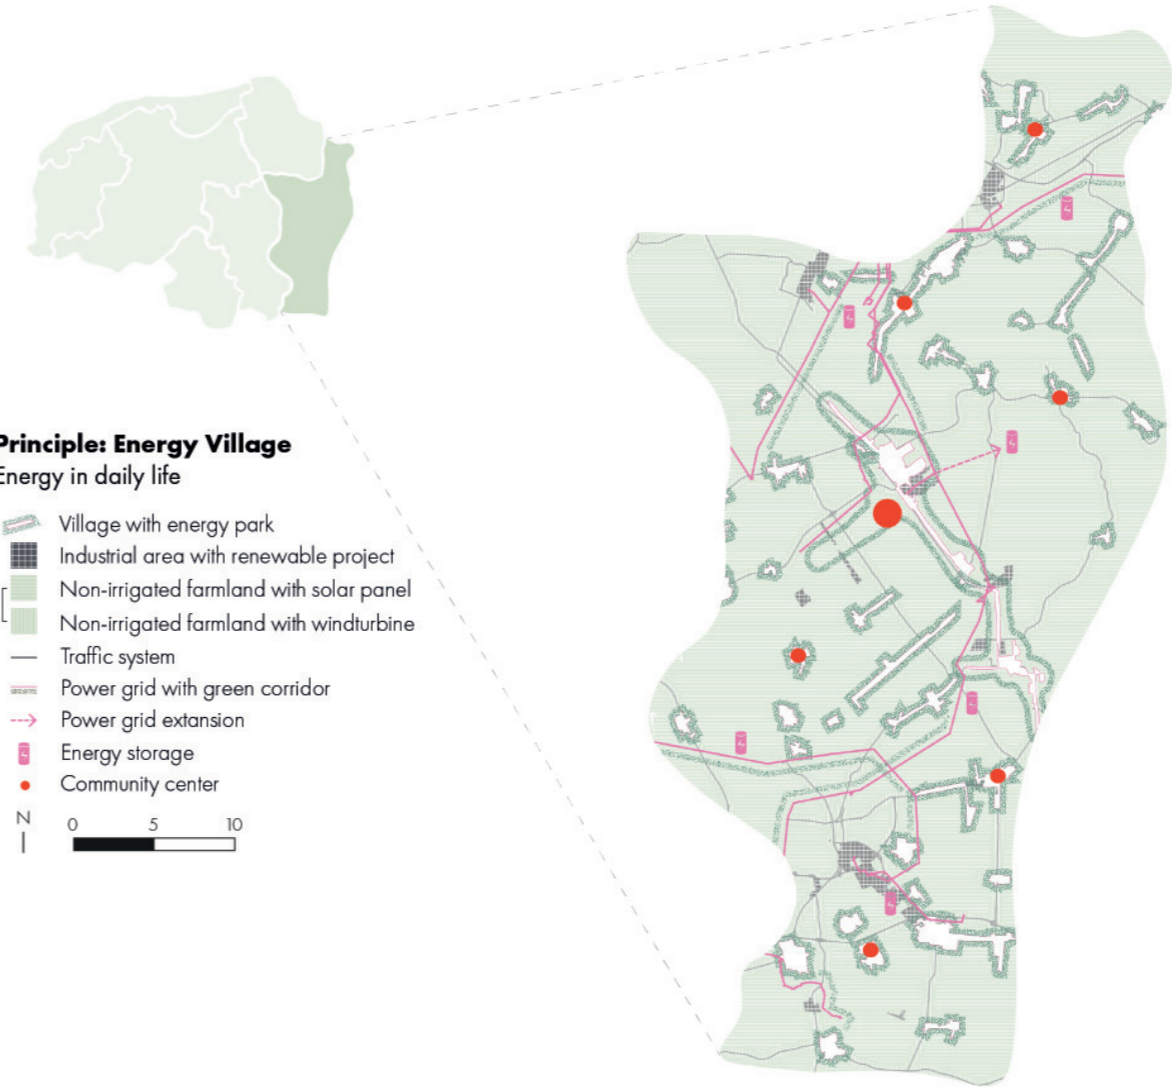 Principle: Energy Village
Energy in daily life
Village with energy park
Industrial area with renewable project
Non-irrigated farmland with solar panel
Non-irrigated farmland with windturbine
Traffic system
Power grid with green corridor
Power grid extansion
Energy storage
Community center
N
0 5 10